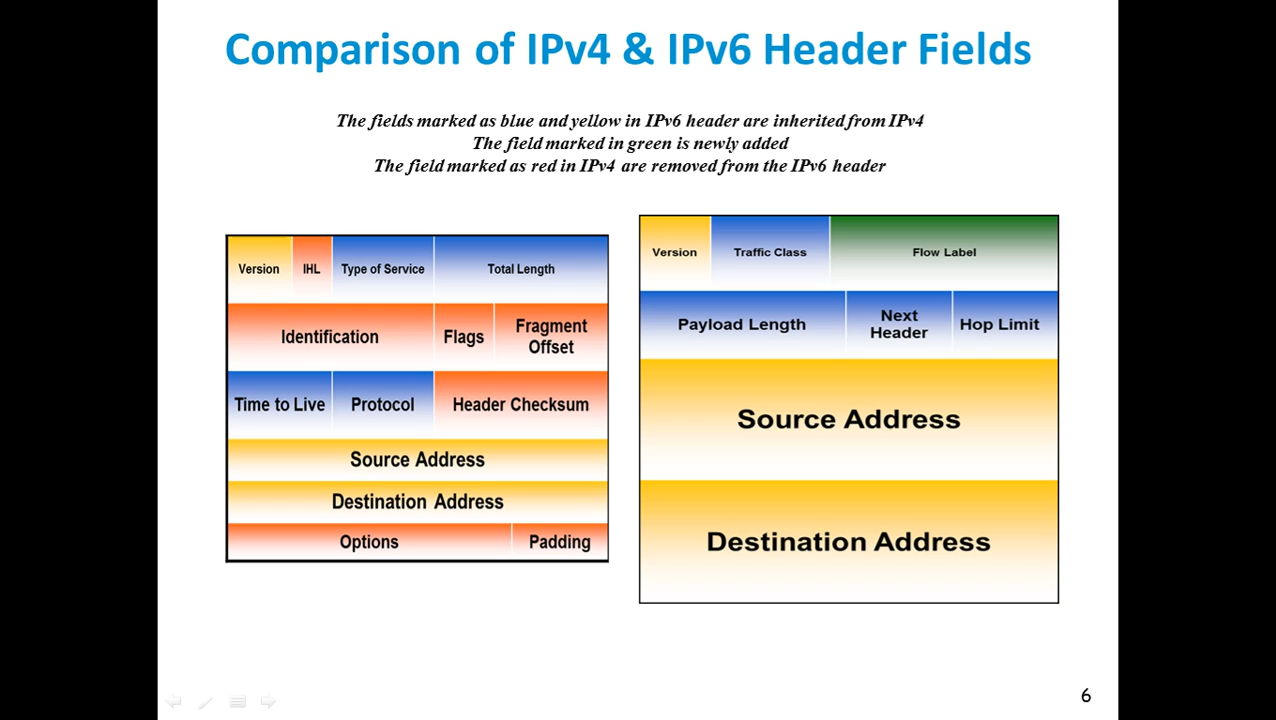 Comparison of IPv4 & IPv6 Header Fields
The fields marked as blue and yellow in IPv6 header are inherited from IPv4
The field marked in green is newly added
The field marked as red in IPv4 are removed from the IPv6 header
Version IHL Type of Service Total Length
Identification Flags Fragment
Offset
Time to Live Protocol Header Checksum
Source Address
Destination Address
Options Padding
Version Traffic Class Flow Label
Payload Length Next
Header Hop Limit
Source Address
Destination Address
6